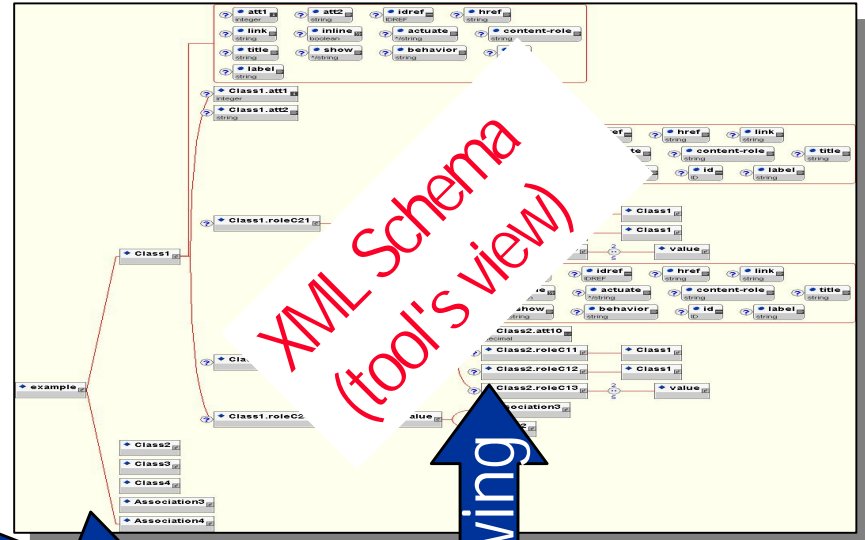 att1 att2 idref href
integer string IDREF string
link inline actuate content-role
string boolean */string string
title show behavior
string */string string
label
string
Class1.att1
integer
Class1.att2
string
href link
string string
content-role title
string string
id label
ID string
Class1.roleC21
Class1
Class1
value
Class1
idref href link
IDREF string string
actuate content-role title
*/string string string
show behavior id label
string string ID string
Class2.att10
Class2.roleC11 Class1
Class2.roleC12 Class1
example
Class2.roleC13 value
Class1.roleC2
Class2
Class3
Class4
Association3
Association4
XML Schema
(tool's view)